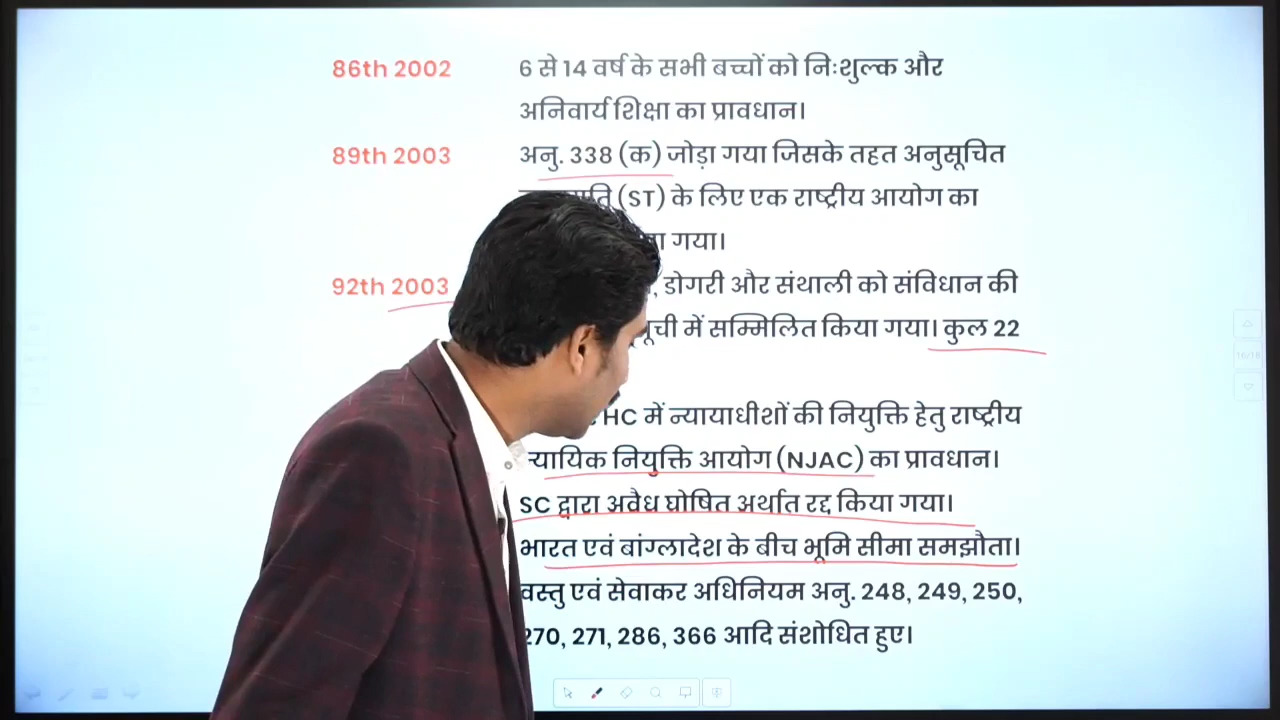 86th 2002 6 से 14 वर्ष के सभी बच्चों को निःशुल्क और
अनिवार्य शिक्षा का प्रावधान।
89th 2003 अनु. 338 (क) जोड़ा गया जिसके तहत अनुसूचित
(ST) के लिए एक राष्ट्रीय आयोग का
गया।
92th 2003 डोगरी और संथाली को संविधान की
में सम्मिलित किया गया। कुल 22
HC में न्यायाधीशों की नियुक्ति हेतु राष्ट्रीय
न्यायिक नियुक्ति आयोग (NJAC) का प्रावधान।
SC द्वारा अवैध घोषित अर्थात रद्द किया गया।
भारत एवं बांग्लादेश के बीच भूमि सीमा समझौता।
वस्तु एवं सेवाकर अधिनियम अनु. 248, 249, 250,
270, 271, 286, 366 आदि संशोधित हुए।